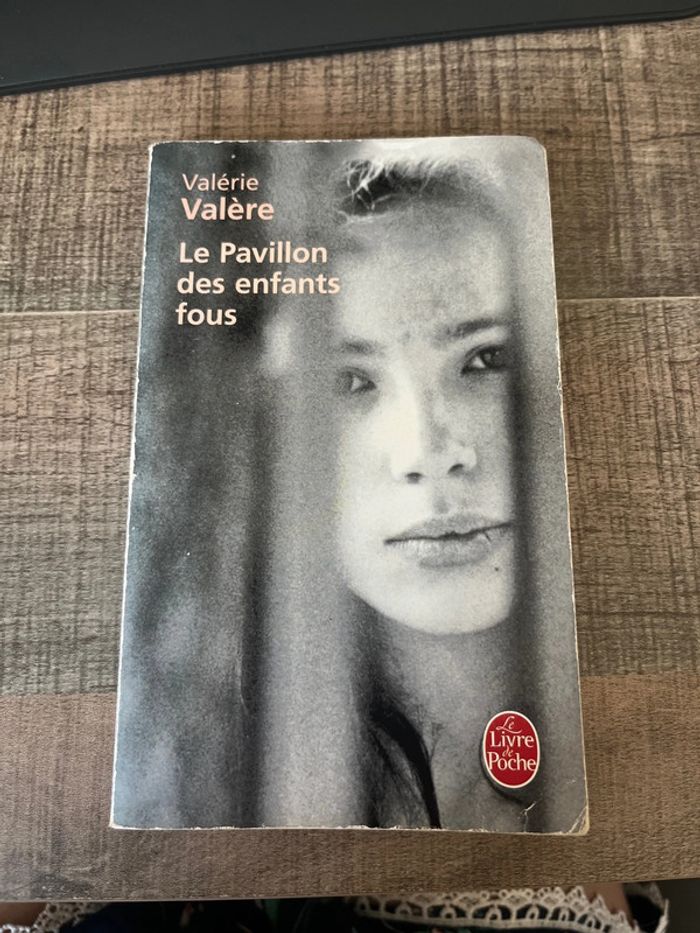 Valérie
Valère
Le Pavillon
des enfants
fous
Le
Livre
de
Poche